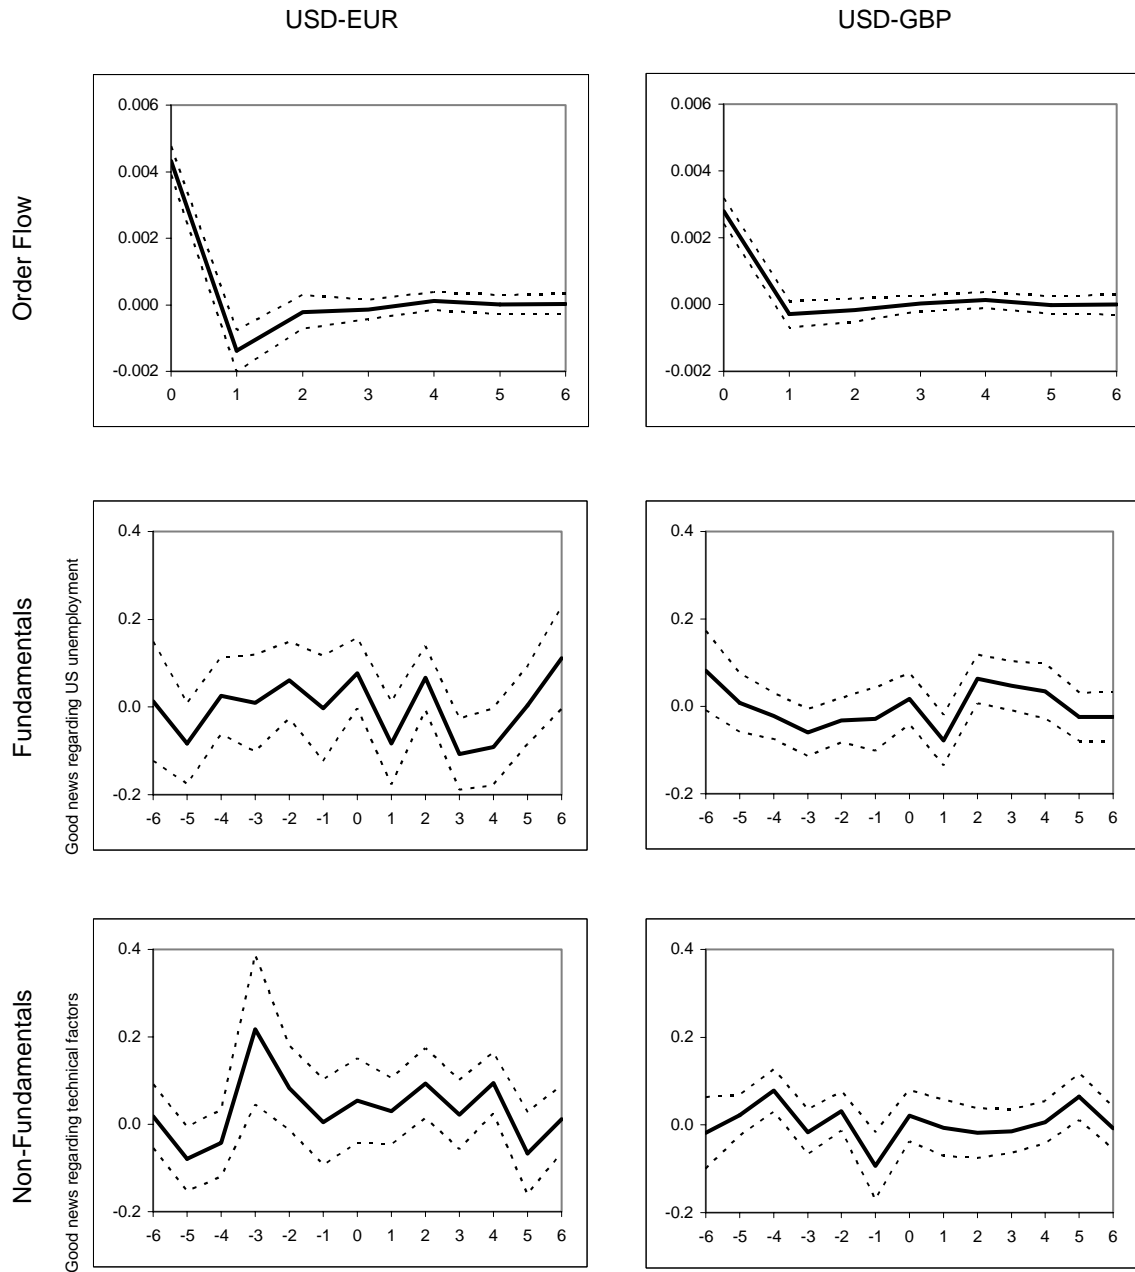 USD-EUR USD-GBP
Order Flow
0.006
0.004
0.002
0.000
-0.002
0 1 2 3 4 5 6
0.006
0.004
0.002
0.000
-0.002
0 1 2 3 4 5 6
Fundamentals
Good news regarding US unemployment
0.4
0.2
0.0
-0.2
-6 -5 -4 -3 -2 -1 0 1 2 3 4 5 6
0.4
0.2
0.0
-0.2
-6 -5 -4 -3 -2 -1 0 1 2 3 4 5 6
Non-Fundamentals
Good news regarding technical factors
0.4
0.2
0.0
-0.2
-6 -5 -4 -3 -2 -1 0 1 2 3 4 5 6
0.4
0.2
0.0
-0.2
-6 -5 -4 -3 -2 -1 0 1 2 3 4 5 6